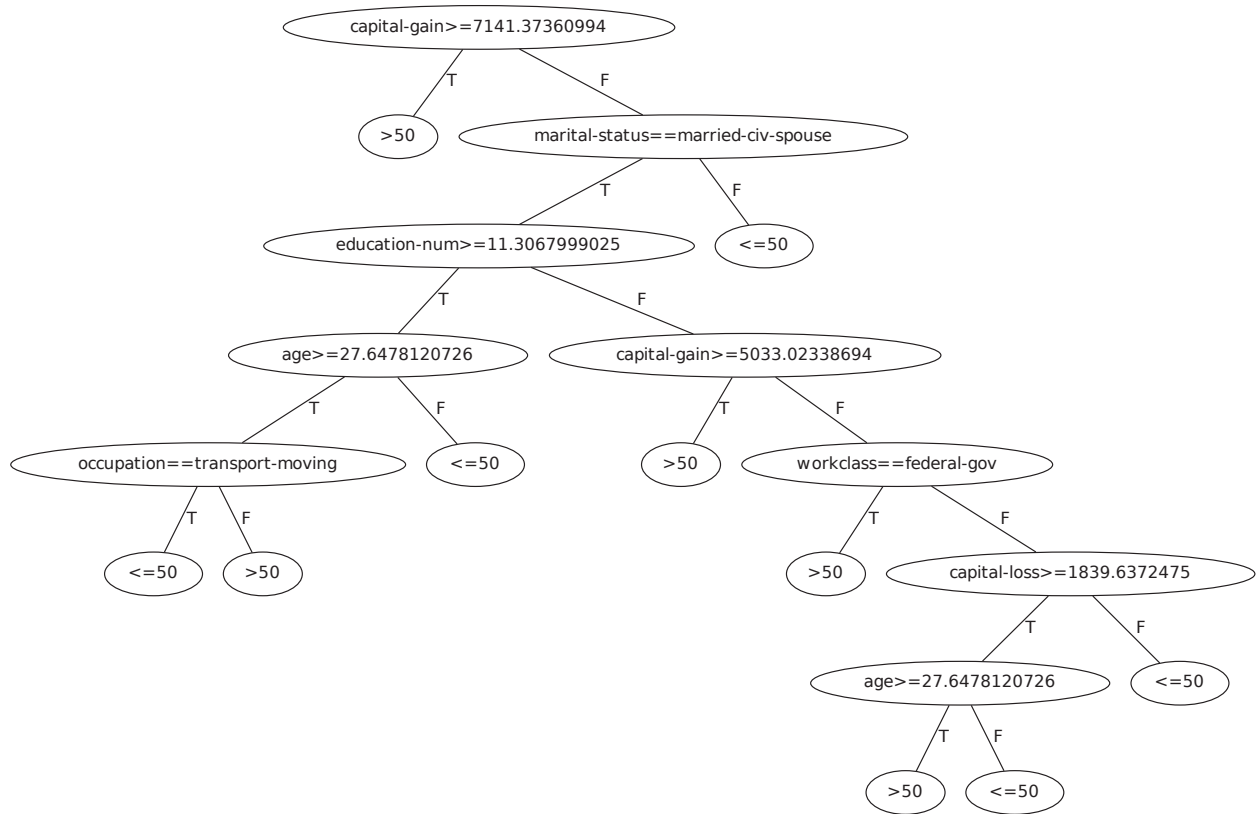 capital-gain>=7141.37360994
T
F
>50
marital-status==married-civ-spouse
T
F
education-num>=11.3067999025
<=50
T
F
age>=27.6478120726
capital-gain>=5033.02338694
T
F
T
F
occupation==transport-moving
<=50
>50
workclass==federal-gov
T
F
T
F
<=50
>50
>50
capital-loss>=1839.6372475
T
F
age>=27.6478120726
<=50
T
F
>50
<=50